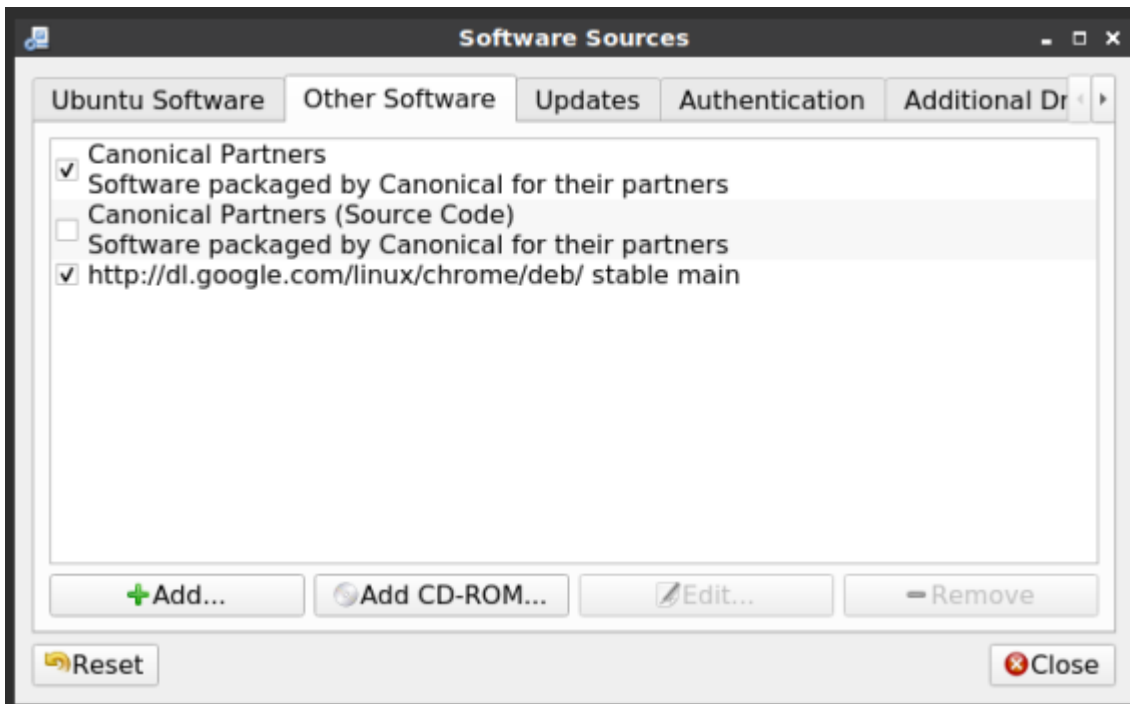 Software Sources
Ubuntu Software Other Software Updates Authentication Additional Dr
Canonical Partners
Software packaged by Canonical for their partners
Canonical Partners (Source Code)
Software packaged by Canonical for their partners
http://dl.google.com/linux/chrome/deb/ stable main
Add... Add CD-ROM... Edit... Remove
Reset Close